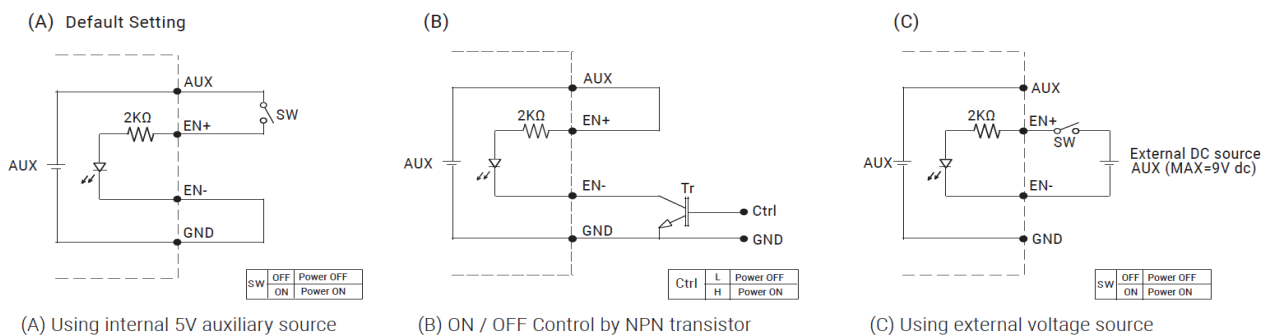 (A) Default Setting
AUX
SW
2KΩ
EN+
AUX
EN-
GND
SW OFF Power OFF
ON Power ON
(A) Using internal 5V auxiliary source
(B)
AUX
2KΩ
EN+
AUX
EN-
Tr
Ctrl
GND
GND
Ctrl L Power OFF
H Power ON
(B) ON / OFF Control by NPN transistor
(C)
AUX
2KΩ
EN+
SW
AUX
External DC source
AUX (MAX=9V dc)
EN-
GND
SW OFF Power OFF
ON Power ON
(C) Using external voltage source